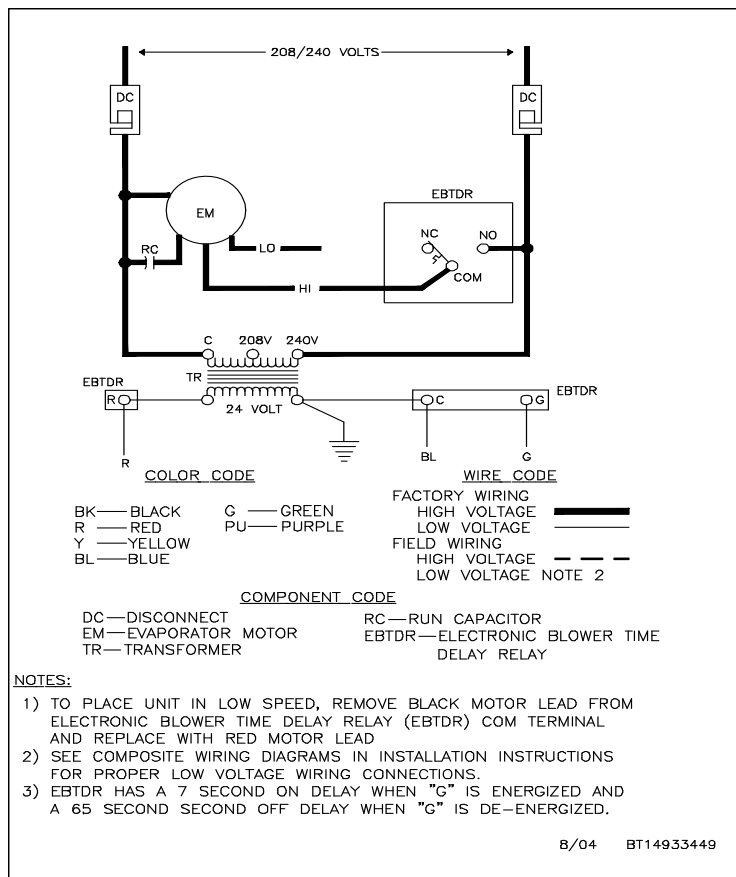 208/240 VOLTS
DC
DC
EM
EBTDR
RC
LO
NC
NO
COM
HI
C
208V
240V
TR
EBTDR
R
24 VOLT
C
G
EBTDR
R
BL
G
COLOR CODE
BK—BLACK
R—RED
Y—YELLOW
BL—BLUE
G—GREEN
PU—PURPLE
WIRE CODE
FACTORY WIRING
HIGH VOLTAGE
LOW VOLTAGE
FIELD WIRING
HIGH VOLTAGE
LOW VOLTAGE NOTE 2
COMPONENT CODE
DC—DISCONNECT
EM—EVAPORATOR MOTOR
TR—TRANSFORMER
RC—RUN CAPACITOR
EBTDR—ELECTRONIC BLOWER TIME
DELAY RELAY
NOTES:
1) TO PLACE UNIT IN LOW SPEED, REMOVE BLACK MOTOR LEAD FROM
ELECTRONIC BLOWER TIME DELAY RELAY (EBTDR) COM TERMINAL
AND REPLACE WITH RED MOTOR LEAD
2) SEE COMPOSITE WIRING DIAGRAMS IN INSTALLATION INSTRUCTIONS
FOR PROPER LOW VOLTAGE WIRING CONNECTIONS.
3) EBTDR HAS A 7 SECOND ON DELAY WHEN "G" IS ENERGIZED AND
A 65 SECOND SECOND OFF DELAY WHEN "G" IS DE-ENERGIZED.
8/04 BT14933449